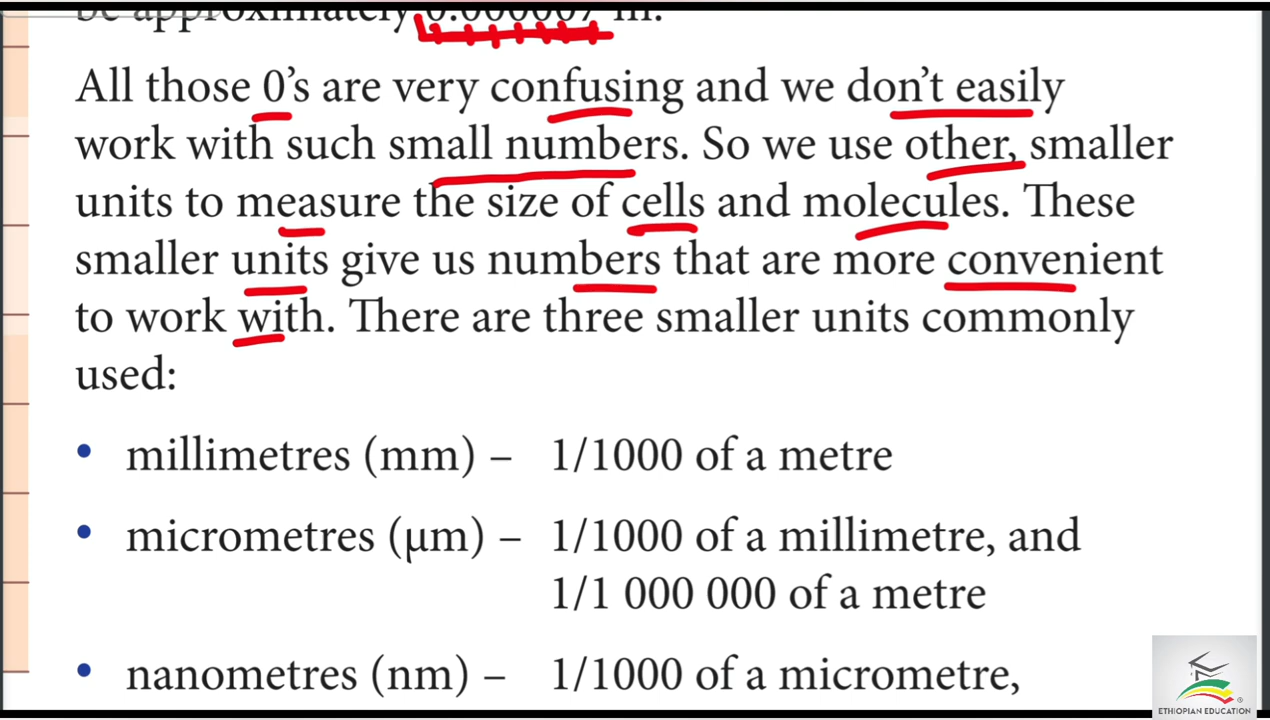 be approximately 0.000007 m.
All those 0's are very confusing and we don't easily
work with such small numbers. So we use other, smaller
units to measure the size of cells and molecules. These
smaller units give us numbers that are more convenient
to work with. There are three smaller units commonly
used:
• millimetres (mm) – 1/1000 of a metre
• micrometres (μm) – 1/1000 of a millimetre, and
1/1 000 000 of a metre
• nanometres (nm) – 1/1000 of a micrometre,
ETHIOPIAN EDUCATION